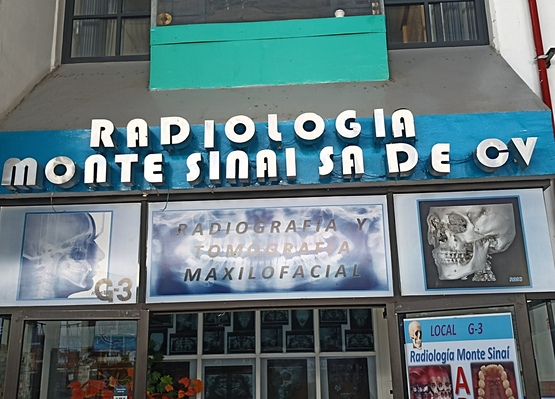 RADIOLOGIA
MONTE SINAI SA DE CV
RADIOGRAFIA Y
TOMOGRAFIA
MAXILOFACIAL
G-3
LOCAL G-3
Radiología Monte Sinaí
A